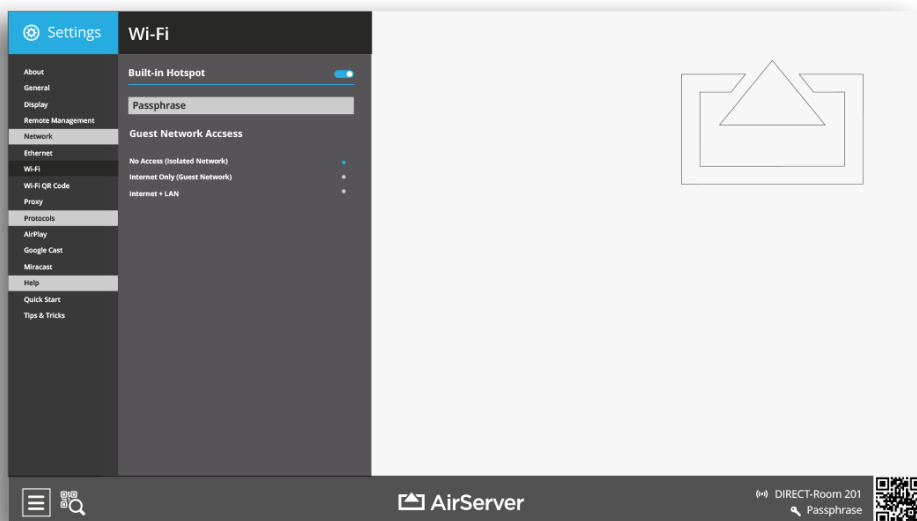 Settings
About
General
Display
Remote Management
Network
Ethernet
Wi-Fi
Wi-Fi QR Code
Proxy
Protocols
AirPlay
Google Cast
Miracast
Help
Quick Start
Tips & Tricks
Wi-Fi
Built-in Hotspot
Passphrase
Guest Network Access
No Access (Isolated Network)
Internet Only (Guest Network)
Internet + LAN
AirServer
DIRECT-Room 201
Passphrase